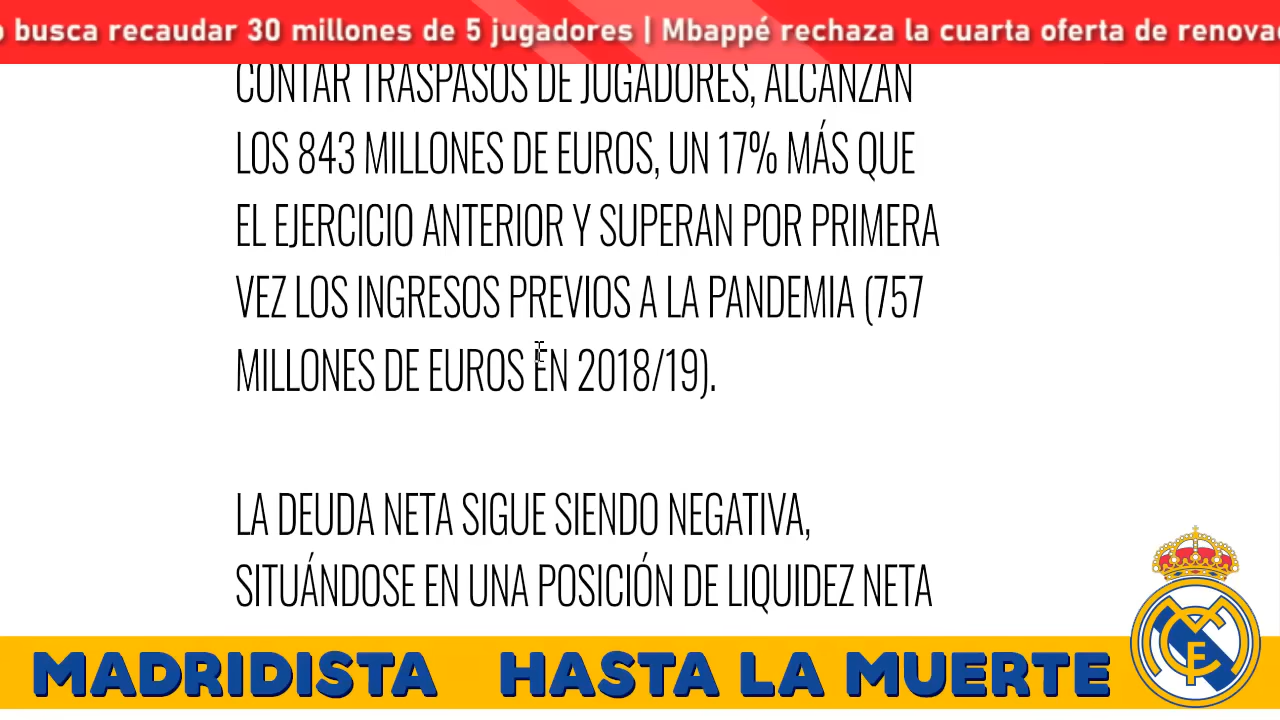 busca recaudar 30 millones de 5 jugadores | Mbappé rechaza la cuarta oferta de
CONTAR TRASPASOS DE JUGADORES, ALCANZAN
LOS 843 MILLONES DE EUROS, UN 17% MÁS QUE
EL EJERCICIO ANTERIOR Y SUPERAN POR PRIMERA
VEZ LOS INGRESOS PREVIOS A LA PANDEMIA (757
MILLONES DE EUROS EN 2018/19).
LA DEUDA NETA SIGUE SIENDO NEGATIVA,
SITUÁNDOSE EN UNA POSICIÓN DE LIQUIDEZ NETA
MADRIDISTA HASTA LA MUERTE